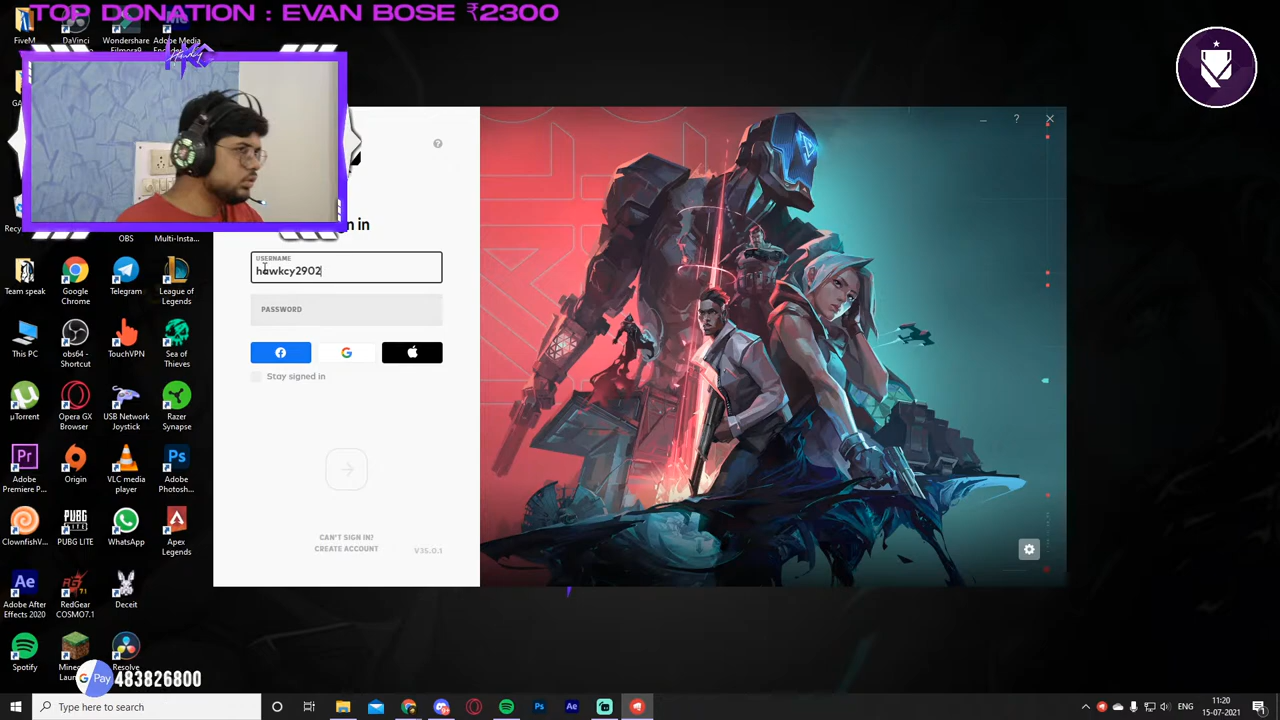 TOP DONATION : EVAN BOSE ₹2300
FiveM
DaVinci
Wondershare
Filmora9
Adobe Media
OBS
Multi-Insta...
Team speak
Google
Chrome
Telegram
League of
Legends
This PC
obs64 -
Shortcut
TouchVPN
Sea of
Thieves
µTorrent
Opera GX
Browser
USB Network
Joystick
Razer
Synapse
Adobe
Premiere P...
Origin
VLC media
player
Adobe
Photosh...
ClownfishV...
PUBG LITE
WhatsApp
Apex
Legends
Adobe After
Effects 2020
RedGear
COSMO7.1
Deceit
Spotify
Resolve
G Pay 483826800
in
USERNAME
hawkcy2902
PASSWORD
Stay signed in
CAN'T SIGN IN?
CREATE ACCOUNT
V35.0.1
Type here to search
ENG
11:20
15-07-2021